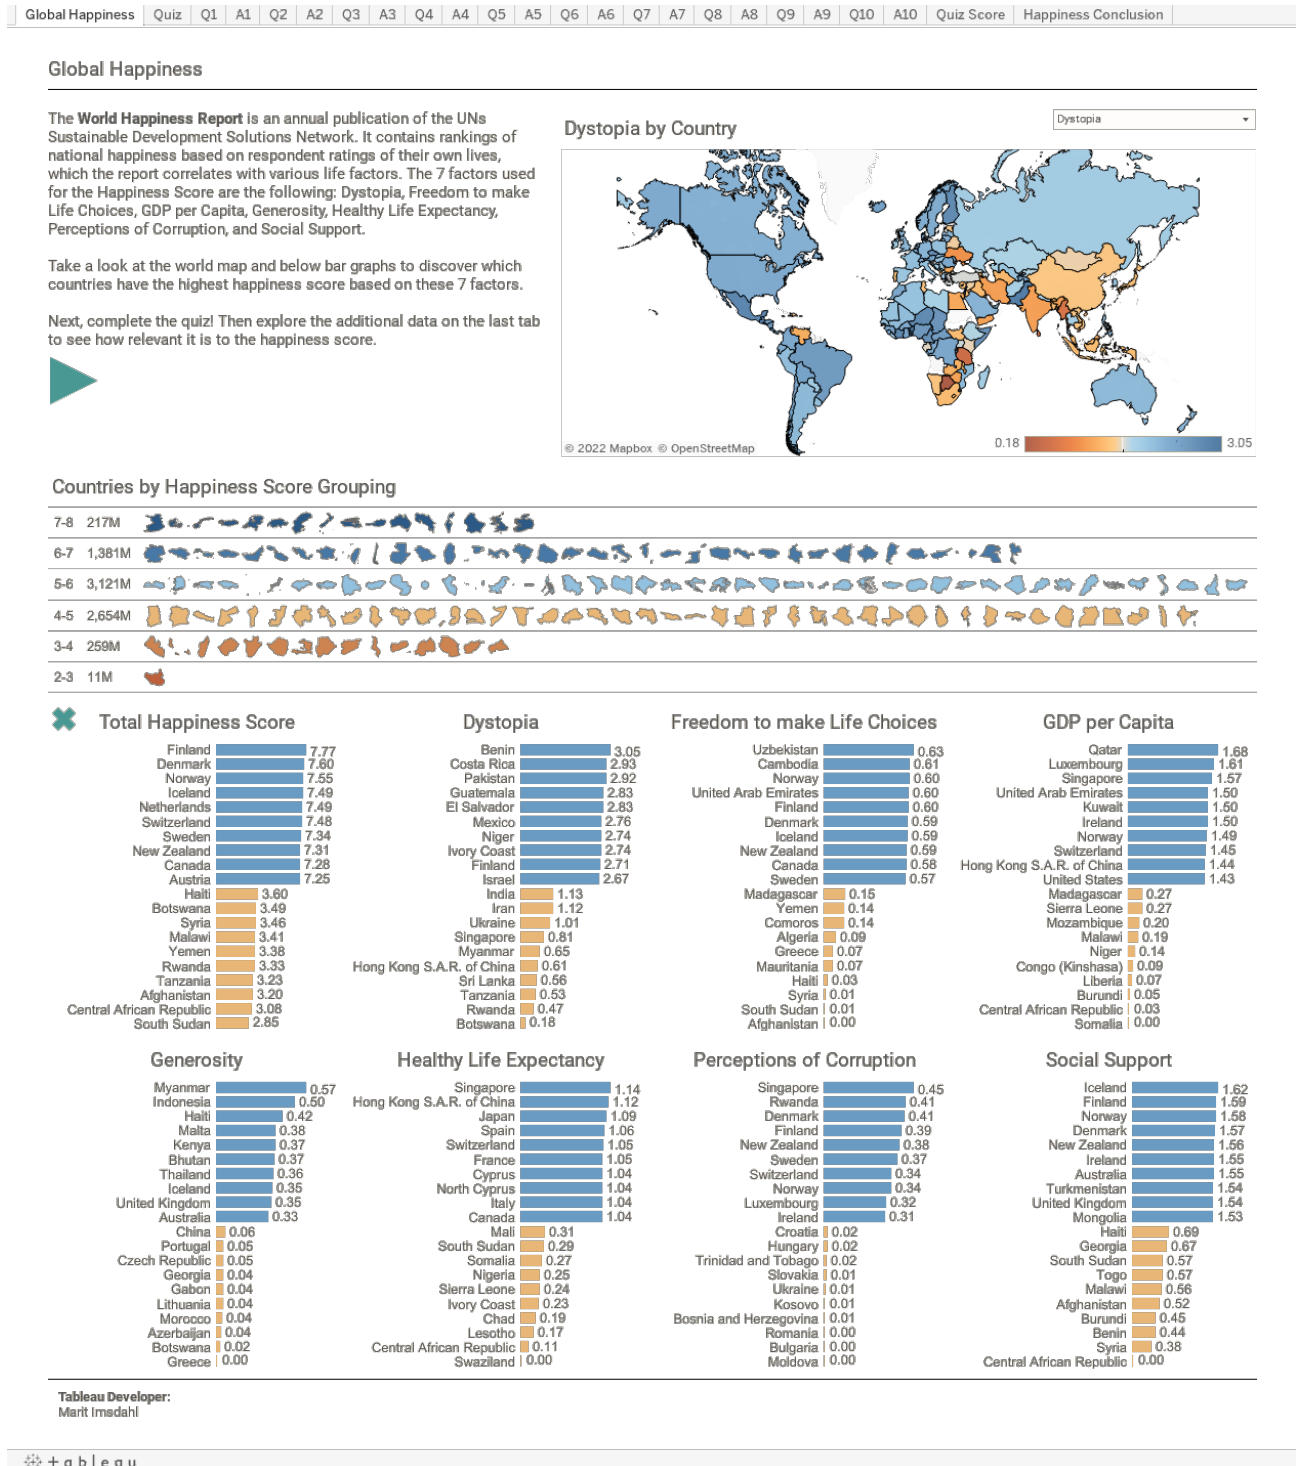 Global Happiness Quiz Q1 A1 Q2 A2 Q3 A3 Q4 A4 Q5 A5 Q6 A6 Q7 A7 Q8 A8 Q9 A9 Q10 A10 Quiz Score Happiness Conclusion
Global Happiness
The World Happiness Report is an annual publication of the UNs
Sustainable Development Solutions Network. It contains rankings of
national happiness based on respondent ratings of their own lives,
which the report correlates with various life factors. The 7 factors used
for the Happiness Score are the following: Dystopia, Freedom to make
Life Choices, GDP per Capita, Generosity, Healthy Life Expectancy,
Perceptions of Corruption, and Social Support.
Take a look at the world map and below bar graphs to discover which
countries have the highest happiness score based on these 7 factors.
Next, complete the quiz! Then explore the additional data on the last tab
to see how relevant it is to the happiness score.
Dystopia by Country
Dystopia
© 2022 Mapbox © OpenStreetMap
0.18 3.05
Countries by Happiness Score Grouping
7-8 217M
6-7 1,381M
5-6 3,121M
4-5 2,654M
3-4 259M
2-3 11M
Total Happiness Score
Finland 7.77
Denmark 7.60
Norway 7.55
Iceland 7.49
Netherlands 7.49
Switzerland 7.48
Sweden 7.34
New Zealand 7.31
Canada 7.28
Austria 7.25
Haiti 3.60
Botswana 3.49
Syria 3.46
Malawi 3.41
Yemen 3.38
Rwanda 3.33
Tanzania 3.23
Afghanistan 3.20
Central African Republic 3.08
South Sudan 2.85
Dystopia
Benin 3.05
Costa Rica 2.93
Pakistan 2.92
Guatemala 2.83
El Salvador 2.83
Mexico 2.76
Niger 2.74
Ivory Coast 2.74
Finland 2.71
Israel 2.67
India 1.13
Iran 1.12
Ukraine 1.01
Singapore 0.81
Myanmar 0.65
Hong Kong S.A.R. of China 0.61
Sri Lanka 0.56
Tanzania 0.53
Rwanda 0.47
Botswana 0.18
Freedom to make Life Choices
Uzbekistan 0.63
Cambodia 0.61
Norway 0.60
United Arab Emirates 0.60
Finland 0.60
Denmark 0.59
Iceland 0.59
New Zealand 0.59
Canada 0.58
Sweden 0.57
Madagascar 0.15
Yemen 0.14
Comoros 0.14
Algeria 0.09
Greece 0.07
Mauritania 0.07
Haiti 0.03
Syria 0.01
South Sudan 0.01
Afghanistan 0.00
GDP per Capita
Qatar 1.68
Luxembourg 1.61
Singapore 1.57
United Arab Emirates 1.50
Kuwait 1.50
Ireland 1.50
Norway 1.49
Switzerland 1.45
Hong Kong S.A.R. of China 1.44
United States 1.43
Madagascar 0.27
Sierra Leone 0.27
Mozambique 0.20
Malawi 0.19
Niger 0.14
Congo (Kinshasa) 0.09
Liberia 0.07
Burundi 0.05
Central African Republic 0.03
Somalia 0.00
Generosity
Myanmar 0.57
Indonesia 0.50
Haiti 0.42
Malta 0.38
Kenya 0.37
Bhutan 0.37
Thailand 0.36
Iceland 0.35
United Kingdom 0.35
Australia 0.33
China 0.06
Portugal 0.05
Czech Republic 0.05
Georgia 0.04
Gabon 0.04
Lithuania 0.04
Morocco 0.04
Azerbaijan 0.04
Botswana 0.02
Greece 0.00
Healthy Life Expectancy
Singapore 1.14
Hong Kong S.A.R. of China 1.12
Japan 1.09
Spain 1.06
Switzerland 1.05
France 1.05
Cyprus 1.04
North Cyprus 1.04
Italy 1.04
Canada 1.04
Mali 0.31
South Sudan 0.29
Somalia 0.27
Nigeria 0.25
Sierra Leone 0.24
Ivory Coast 0.23
Chad 0.19
Lesotho 0.17
Central African Republic 0.11
Swaziland 0.00
Perceptions of Corruption
Singapore 0.45
Rwanda 0.41
Denmark 0.41
Finland 0.39
New Zealand 0.38
Sweden 0.37
Switzerland 0.34
Norway 0.34
Luxembourg 0.32
Ireland 0.31
Croatia 0.02
Hungary 0.02
Trinidad and Tobago 0.02
Slovakia 0.01
Ukraine 0.01
Kosovo 0.01
Bosnia and Herzegovina 0.01
Romania 0.00
Bulgaria 0.00
Moldova 0.00
Social Support
Iceland 1.62
Finland 1.59
Norway 1.58
Denmark 1.57
New Zealand 1.56
Ireland 1.55
Australia 1.55
Turkmenistan 1.54
United Kingdom 1.54
Mongolia 1.53
Haiti 0.69
Georgia 0.67
South Sudan 0.57
Togo 0.57
Malawi 0.56
Afghanistan 0.52
Burundi 0.45
Benin 0.44
Syria 0.38
Central African Republic 0.00
Tableau Developer:
Marit Imsdahl
tableau